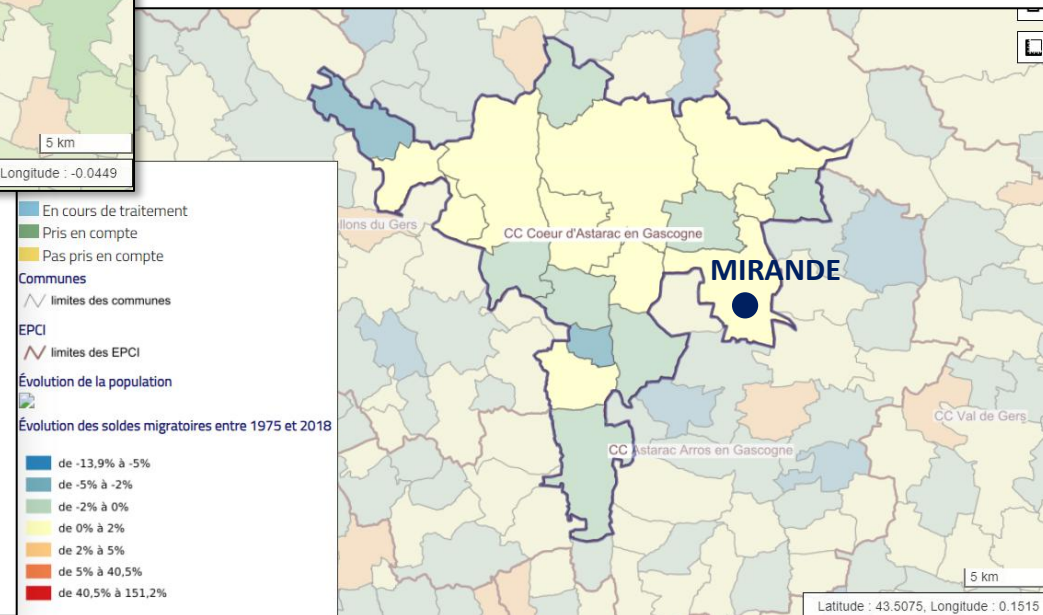 5 km
Longitude : -0.0449
En cours de traitement
Pris en compte
Pas pris en compte
Communes
limites des communes
EPCI
limites des EPCI
Évolution de la population
Évolution des soldes migratoires entre 1975 et 2018
de -13,9% à -5%
de -5% à -2%
de -2% à 0%
de 0% à 2%
de 2% à 5%
de 5% à 40,5%
de 40,5% à 151,2%
llons du Gers
CC Coeur d'Astarac en Gascogne
MIRANDE
CC Val de Gers
CC Astarac Arros en Gascogne
5 km
Latitude : 43.5075, Longitude : 0.1515